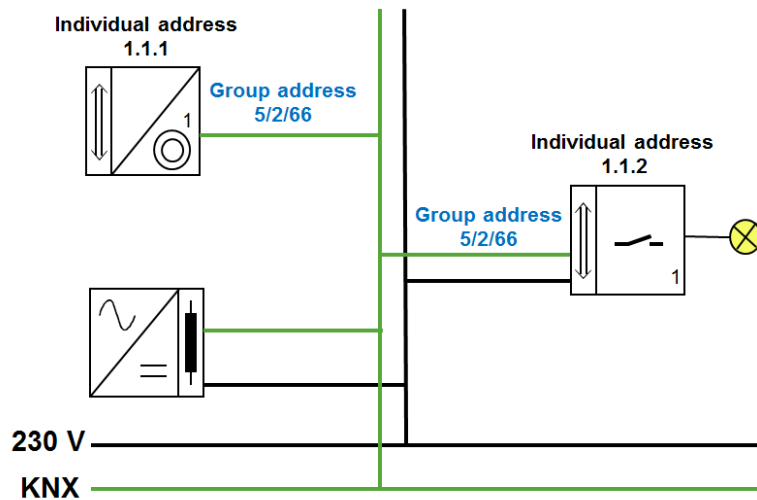 Individual address
1.1.1
Group address
5/2/66
1
Individual address
1.1.2
Group address
5/2/66
1
230 V
KNX